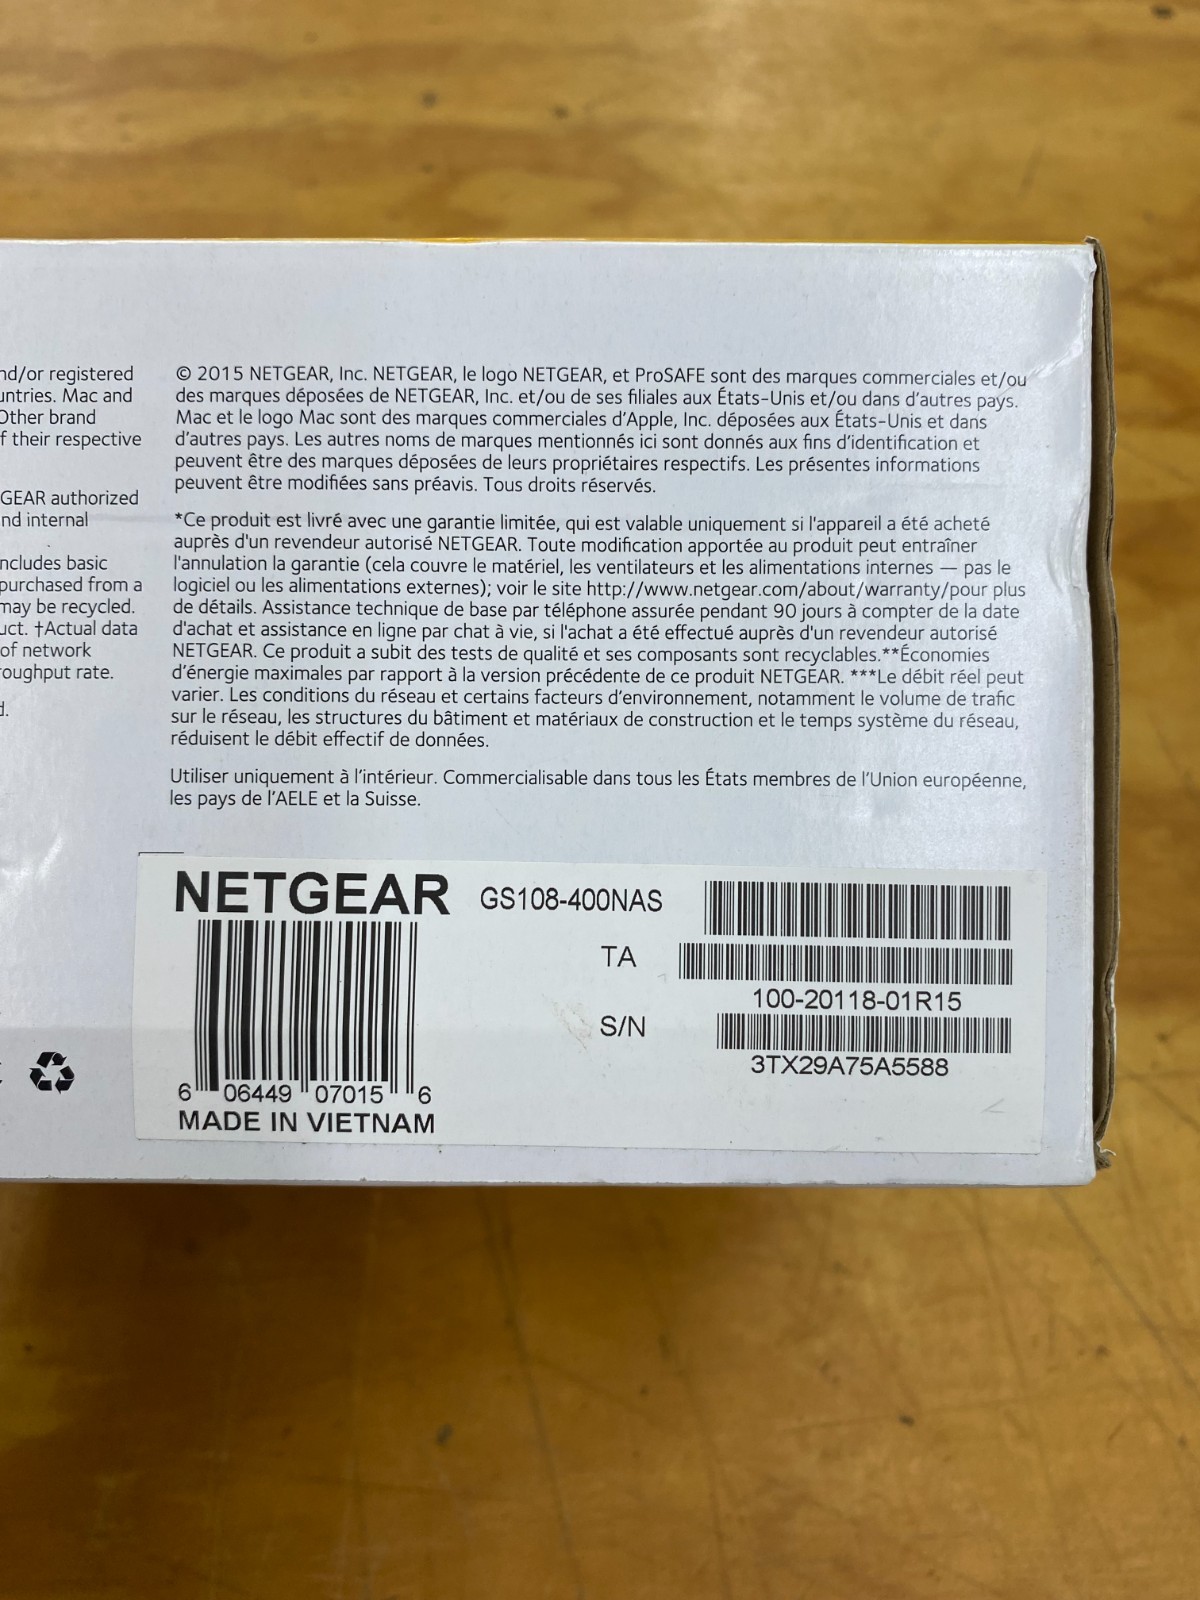 nd/or registered
untries. Mac and
Other brand
f their respective
GEAR authorized
nd internal
ncludes basic
purchased from a
may be recycled.
uct. †Actual data
of network
roughput rate.
d.
© 2015 NETGEAR, Inc. NETGEAR, le logo NETGEAR, et ProSAFE sont des marques commerciales et/ou
des marques déposées de NETGEAR, Inc. et/ou de ses filiales aux États-Unis et/ou dans d'autres pays.
Mac et le logo Mac sont des marques commerciales d'Apple, Inc. déposées aux États-Unis et dans
d'autres pays. Les autres noms de marques mentionnés ici sont donnés aux fins d'identification et
peuvent être des marques déposées de leurs propriétaires respectifs. Les présentes informations
peuvent être modifiées sans préavis. Tous droits réservés.
*Ce produit est livré avec une garantie limitée, qui est valable uniquement si l'appareil a été acheté
auprès d'un revendeur autorisé NETGEAR. Toute modification apportée au produit peut entraîner
l'annulation la garantie (cela couvre le matériel, les ventilateurs et les alimentations internes — pas le
logiciel ou les alimentations externes); voir le site http://www.netgear.com/about/warranty/pour plus
de détails. Assistance technique de base par téléphone assurée pendant 90 jours à compter de la date
d'achat et assistance en ligne par chat à vie, si l'achat a été effectué auprès d'un revendeur autorisé
NETGEAR. Ce produit a subit des tests de qualité et ses composants sont recyclables.**Économies
d'énergie maximales par rapport à la version précédente de ce produit NETGEAR. ***Le débit réel peut
varier. Les conditions du réseau et certains facteurs d'environnement, notamment le volume de trafic
sur le réseau, les structures du bâtiment et matériaux de construction et le temps système du réseau,
réduisent le débit effectif de données.
Utiliser uniquement à l'intérieur. Commercialisable dans tous les États membres de l'Union européenne,
les pays de l'AELE et la Suisse.
NETGEAR GS108-400NAS
TA
100-20118-01R15
S/N
3TX29A75A5588
6 06449 07015 6
MADE IN VIETNAM